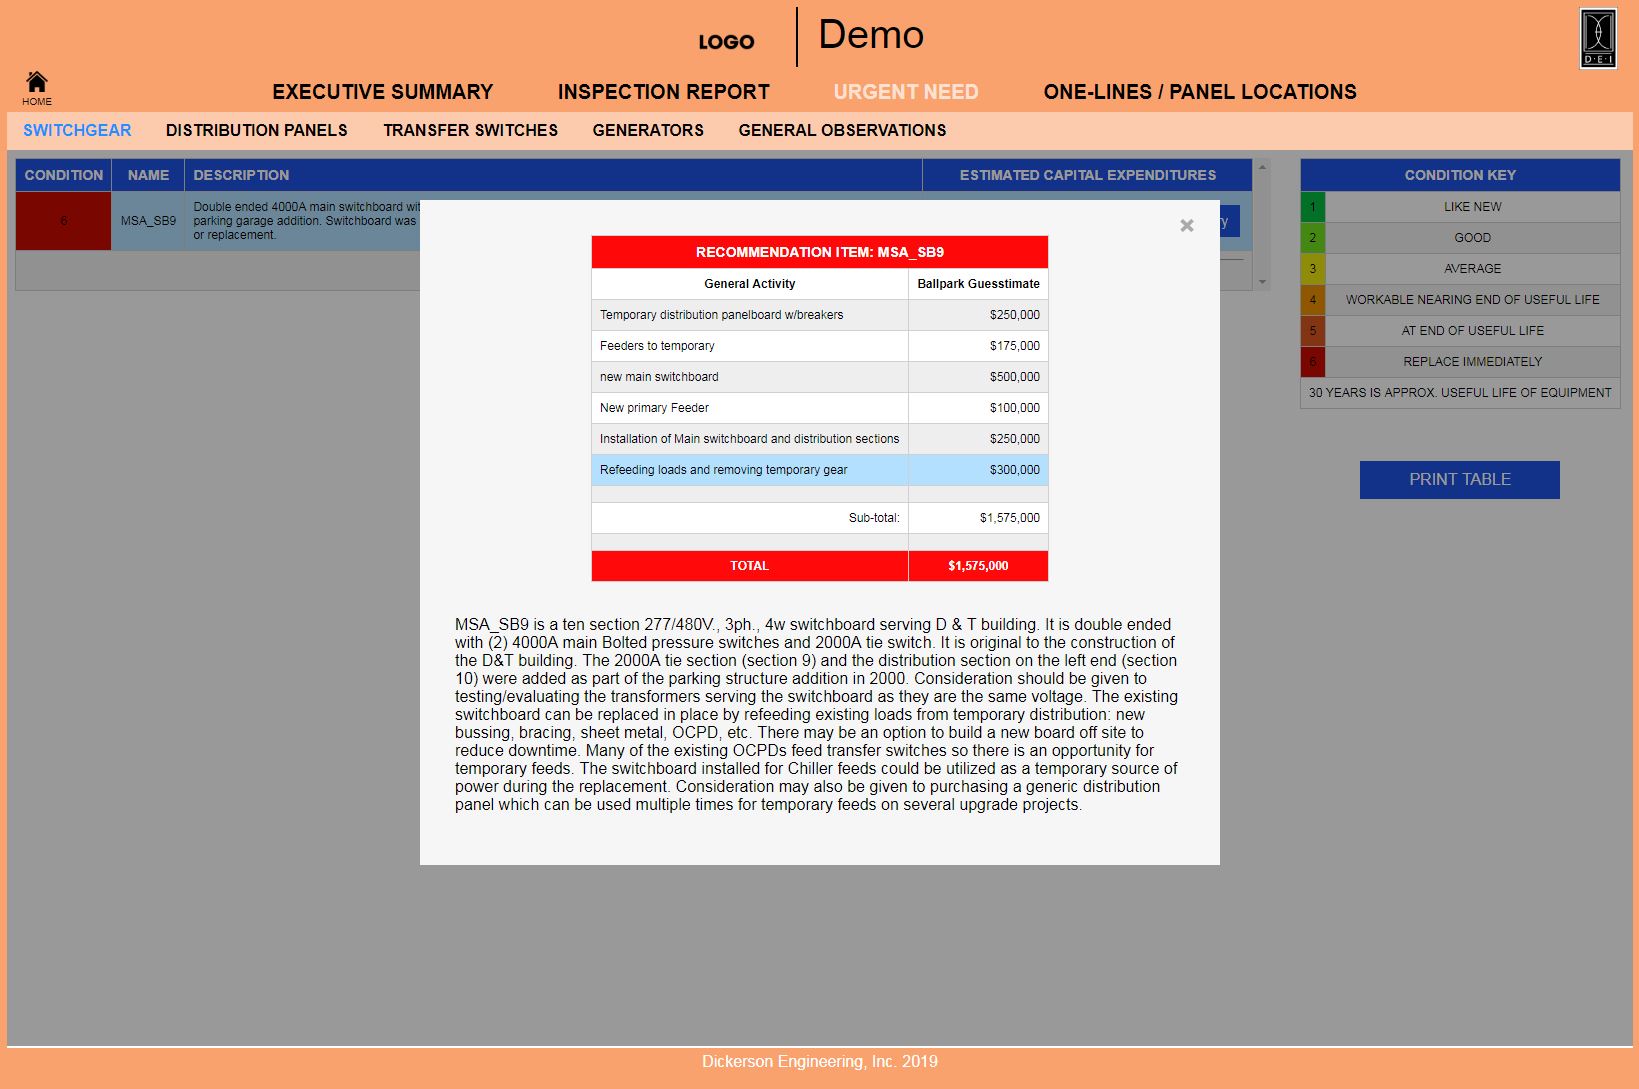 LOGO
Demo
D·E·I
HOME
EXECUTIVE SUMMARY
INSPECTION REPORT
URGENT NEED
ONE-LINES / PANEL LOCATIONS
SWITCHGEAR
DISTRIBUTION PANELS
TRANSFER SWITCHES
GENERATORS
GENERAL OBSERVATIONS
CONDITION NAME DESCRIPTION ESTIMATED CAPITAL EXPENDITURES
6 MSA_SB9
Double ended 4000A main switchboard
parking garage addition. Switchboard was
or replacement.
RECOMMENDATION ITEM: MSA_SB9
General Activity Ballpark Guesstimate
Temporary distribution panelboard w/breakers $250,000
Feeders to temporary $175,000
new main switchboard $500,000
New primary Feeder $100,000
Installation of Main switchboard and distribution sections $250,000
Refeeding loads and removing temporary gear $300,000
Sub-total: $1,575,000
TOTAL $1,575,000
MSA_SB9 is a ten section 277/480V., 3ph., 4w switchboard serving D & T building. It is double ended
with (2) 4000A main Bolted pressure switches and 2000A tie switch. It is original to the construction of
the D&T building. The 2000A tie section (section 9) and the distribution section on the left end (section
10) were added as part of the parking structure addition in 2000. Consideration should be given to
testing/evaluating the transformers serving the switchboard as they are the same voltage. The existing
switchboard can be replaced in place by refeeding existing loads from temporary distribution: new
bussing, bracing, sheet metal, OCPD, etc. There may be an option to build a new board off site to
reduce downtime. Many of the existing OCPDs feed transfer switches so there is an opportunity for
temporary feeds. The switchboard installed for Chiller feeds could be utilized as a temporary source of
power during the replacement. Consideration may also be given to purchasing a generic distribution
panel which can be used multiple times for temporary feeds on several upgrade projects.
CONDITION KEY
1 LIKE NEW
2 GOOD
3 AVERAGE
4 WORKABLE NEARING END OF USEFUL LIFE
5 AT END OF USEFUL LIFE
6 REPLACE IMMEDIATELY
30 YEARS IS APPROX. USEFUL LIFE OF EQUIPMENT
PRINT TABLE
Dickerson Engineering, Inc. 2019